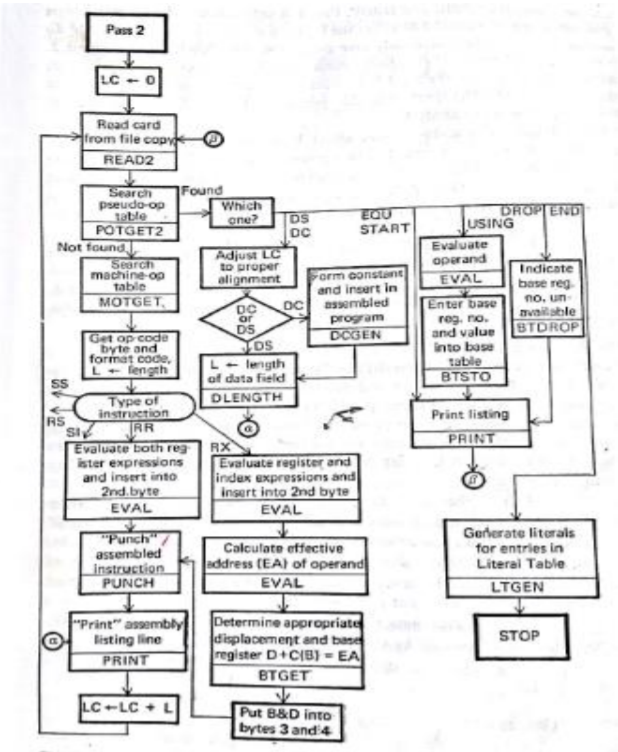 Pass 2
LC ← 0
Read card
from file copy
READ2
β
Search
pseudo-op
table
POTGET2
Found
Which
one?
DS
DC
EQU
START
USING
DROP
END
Not found
Search
machine-op
table
MOTGET
Get op-code
byte and
format code,
L ← length
Type of
instruction
SS
RS
SI
RR
RX
Adjust LC
to proper
alignment
DC
or
DS
DC
DS
Form constant
and insert in
assembled
program
DCGEN
L ← length
of data field
DLENGTH
α
Evaluate
operand
EVAL
Enter base
reg. no.
and value
into base
table
BTSTO
Indicate
base reg.
no. un-
available
BTDROP
Print listing
PRINT
β
Evaluate both reg-
ister expressions
and insert into
2nd.byte
EVAL
Evaluate register and
index expressions and
insert into 2nd byte
EVAL
"Punch"
assembled
instruction
PUNCH
Calculate effective
address (EA) of operand
EVAL
Generate literals
for entries in
Literal Table
LTGEN
STOP
α
"Print" assembly
listing line
PRINT
Determine appropriate
displacement and base
register D+C(B) = EA
BTGET
LC←LC + L
Put B&D into
bytes 3 and 4